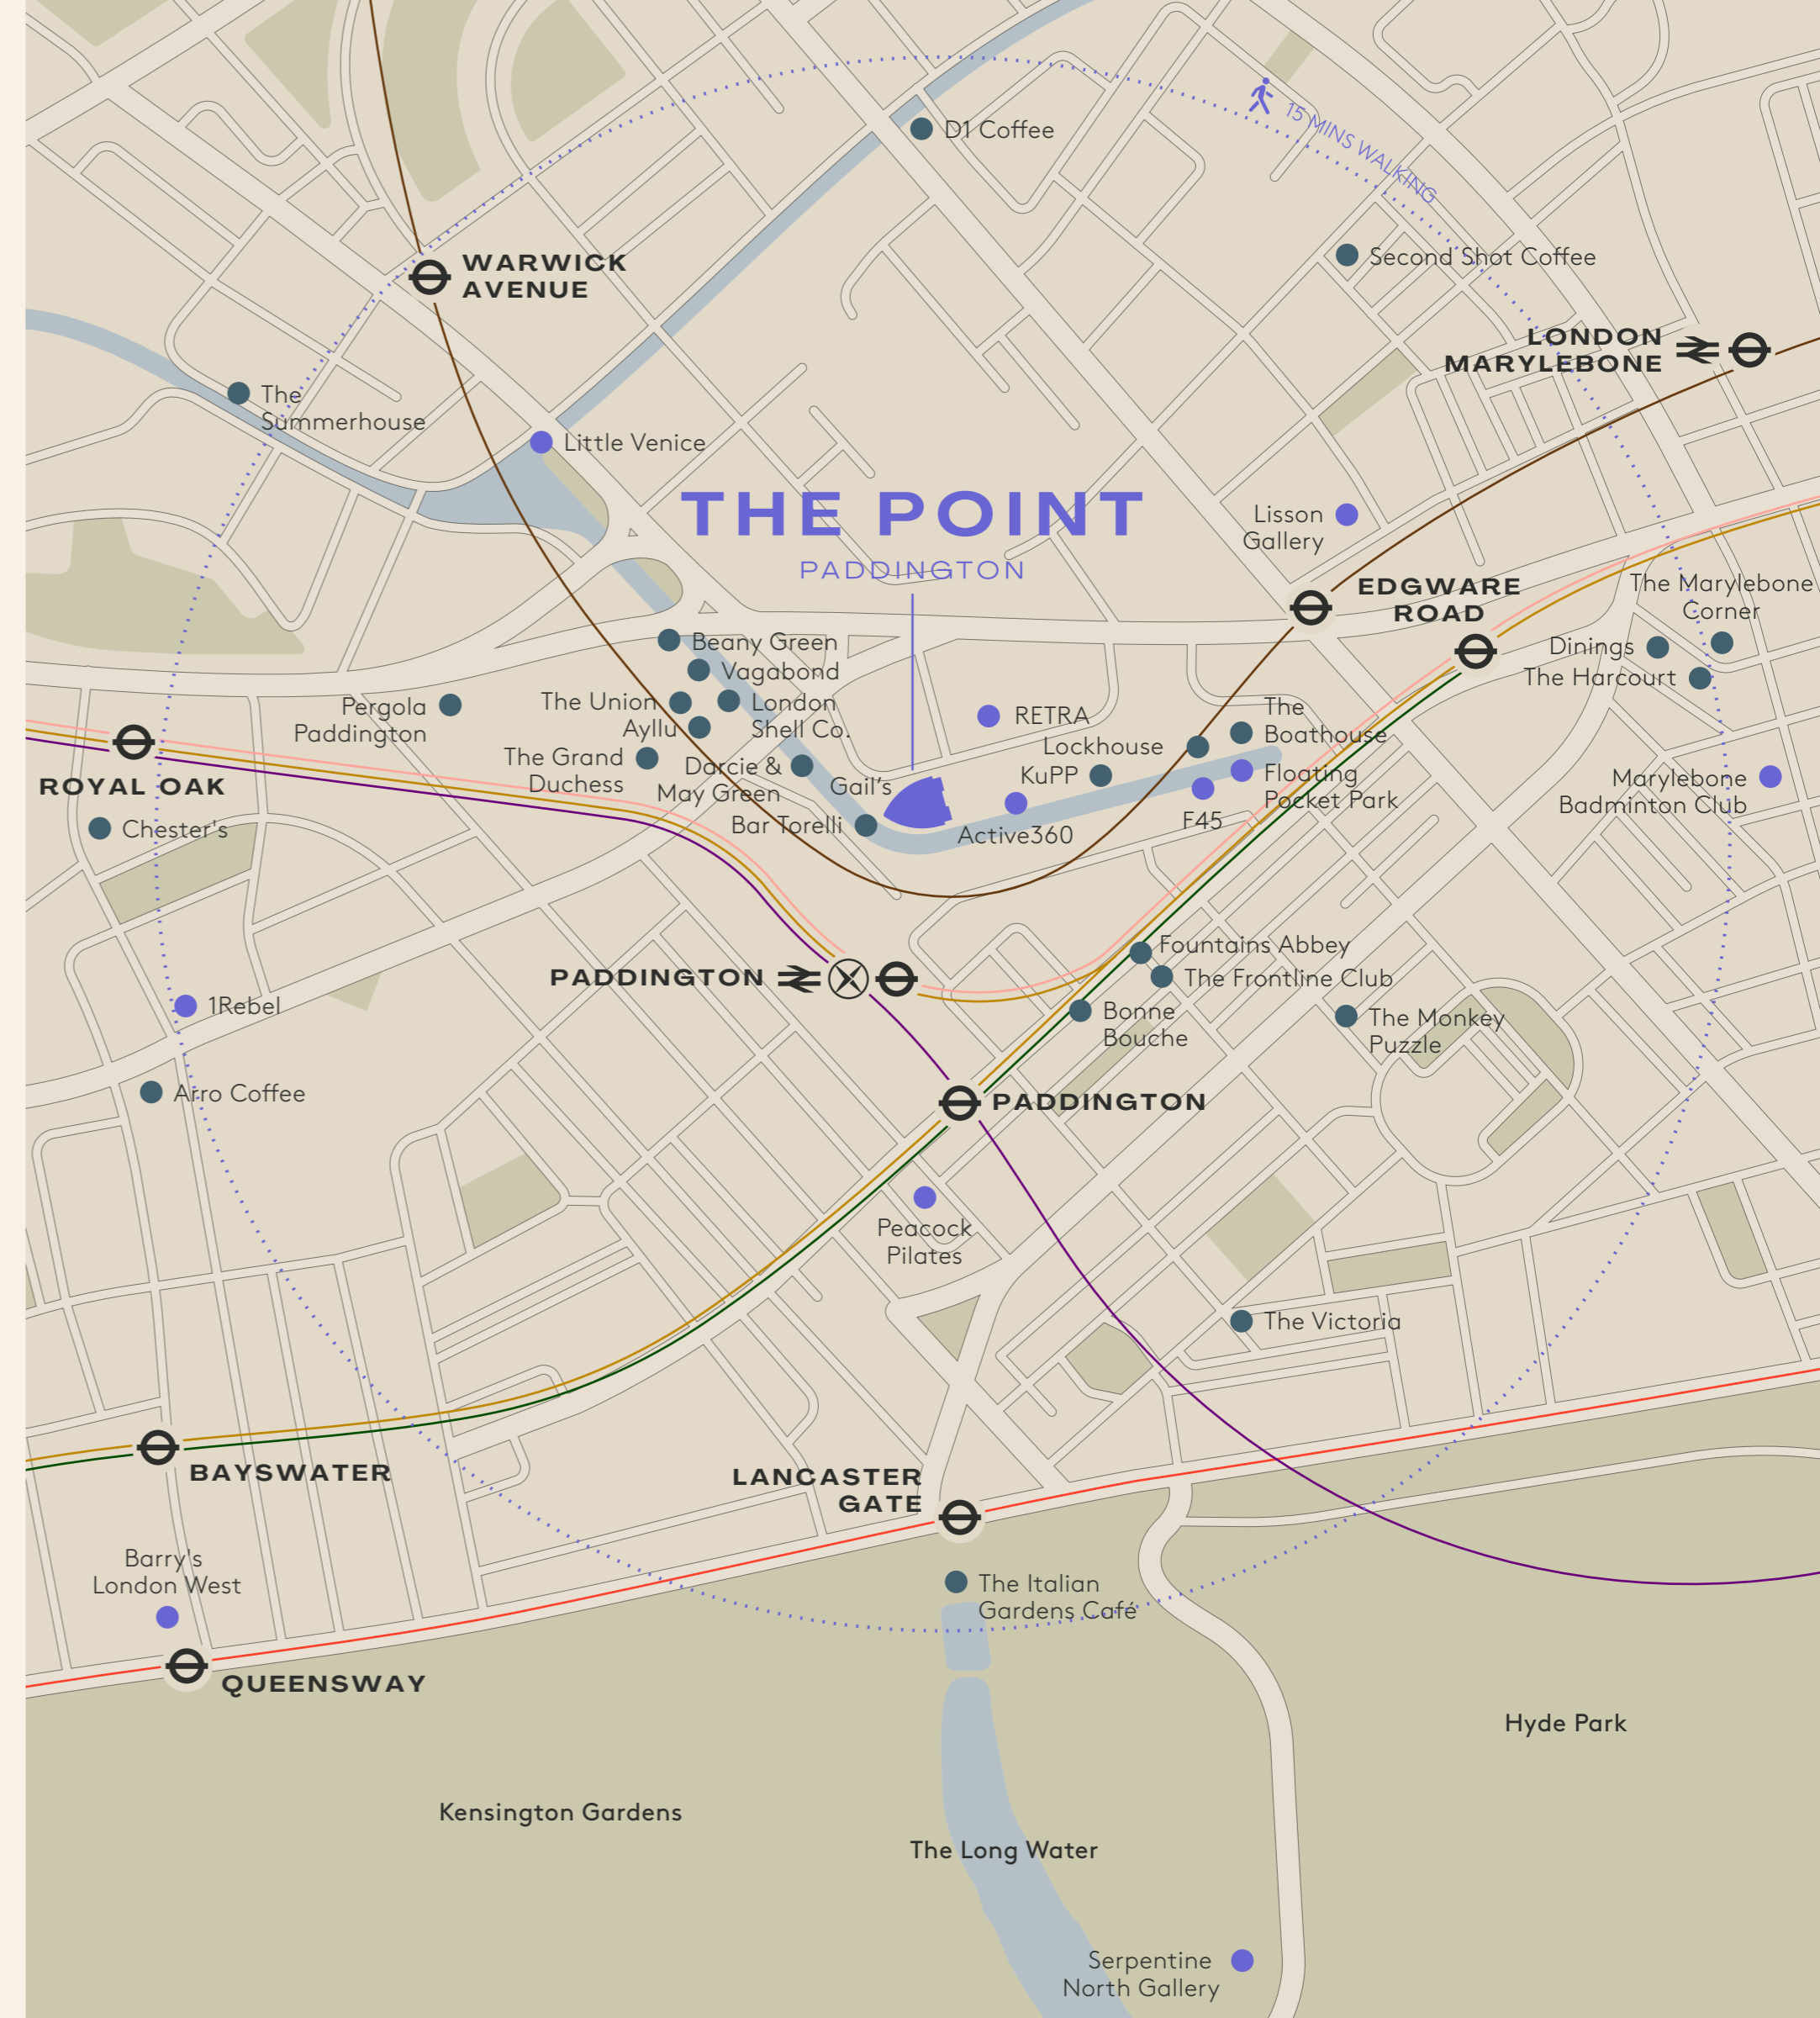 D1 Coffee
15 MINS WALKING
Second Shot Coffee
WARWICK
AVENUE
LONDON
MARYLEBONE
The
Summerhouse
Little Venice
THE POINT
PADDINGTON
Lisson
Gallery
EDGWARE
ROAD
The Marylebone
Corner
Dinings
The Harcourt
Beany Green
Vagabond
The Union
London
Shell Co.
Ayllu
Pergola
Paddington
The Grand
Duchess
Darcie &
May Green
Gail's
Bar Torelli
RETRA
Lockhouse
KuPP
The
Boathouse
Floating
Pocket Park
F45
Active360
Marylebone
Badminton Club
ROYAL OAK
Chester's
Fountains Abbey
The Frontline Club
PADDINGTON
1Rebel
Bonne
Bouche
The Monkey
Puzzle
Arro Coffee
PADDINGTON
Peacock
Pilates
The Victoria
BAYSWATER
LANCASTER
GATE
Barry's
London West
The Italian
Gardens Café
QUEENSWAY
Hyde Park
Kensington Gardens
The Long Water
Serpentine
North Gallery